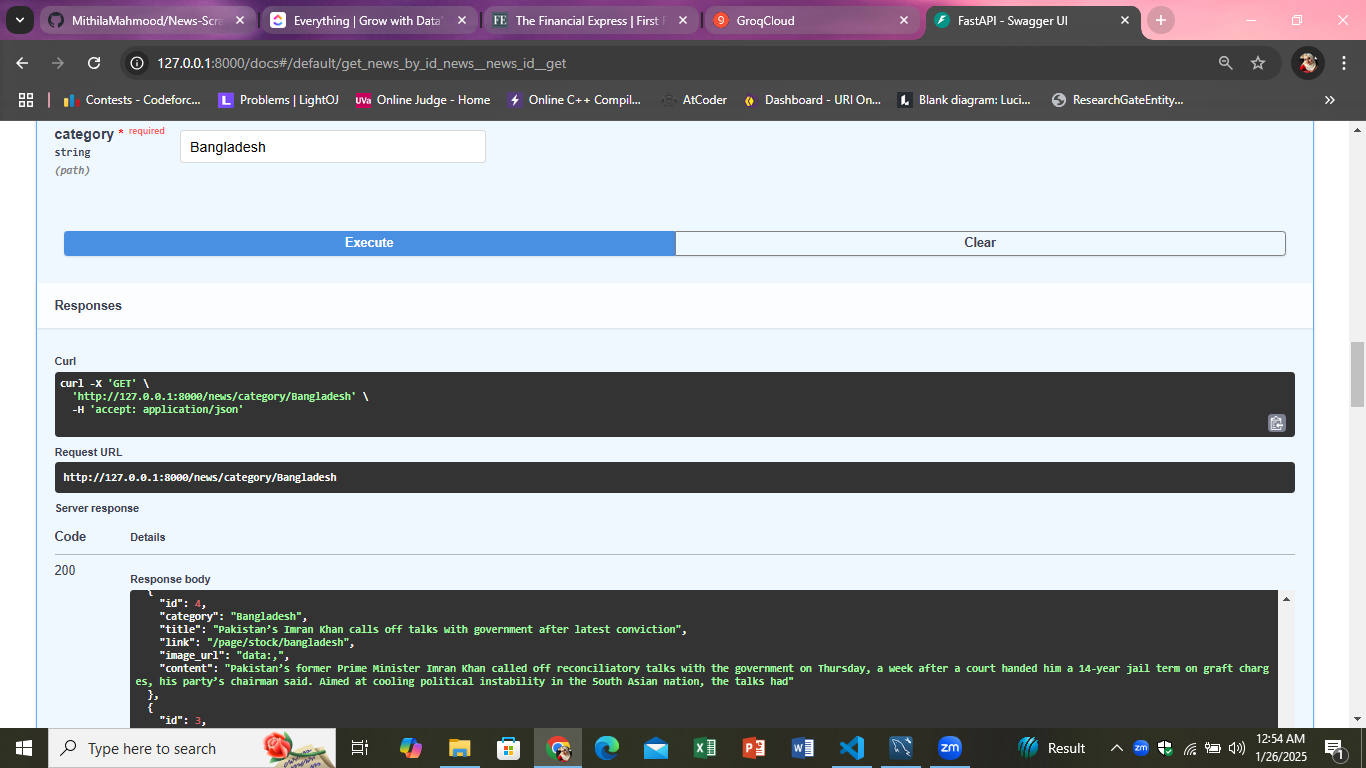 MithilaMahmood/News-Scra
Everything | Grow with Data'
FE The Financial Express | First F
GroqCloud
FastAPI - Swagger UI
127.0.0.1:8000/docs#/default/get_news_by_id_news__news_id__get
Contests - Codeforc...
Problems | LightOJ
UVa Online Judge - Home
Online C++ Compil...
AtCoder
Dashboard - URI On...
Blank diagram: Luci...
ResearchGateEntity...
category * required
string
(path)
Bangladesh
Execute
Clear
Responses
Curl
curl -X 'GET' \
'http://127.0.0.1:8000/news/category/Bangladesh' \
-H 'accept: application/json'
Request URL
http://127.0.0.1:8000/news/category/Bangladesh
Server response
Code Details
200
Response body
{
"id": 4,
"category": "Bangladesh",
"title": "Pakistan’s Imran Khan calls off talks with government after latest conviction",
"link": "/page/stock/bangladesh",
"image_url": "data:,",
"content": "Pakistan’s former Prime Minister Imran Khan called off reconciliatory talks with the government on Thursday, a week after a court handed him a 14-year jail term on graft charg
es, his party’s chairman said. Aimed at cooling political instability in the South Asian nation, the talks had"
},
{
"id": 3,
Type here to search
zm
Result
zm
12:54 AM
1/26/2025
1